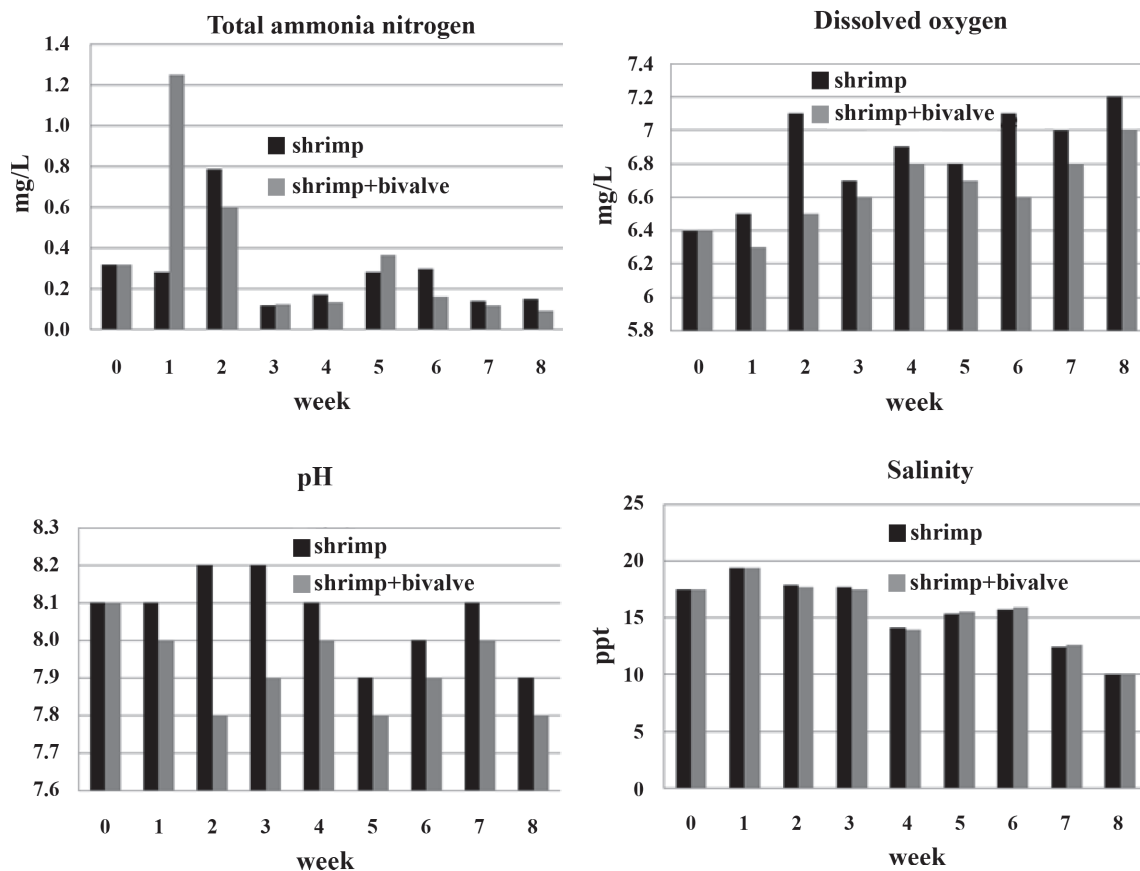 Total ammonia nitrogen
1.4
1.2
1.0
0.8
0.6
0.4
0.2
0.0
mg/L
shrimp
shrimp+bivalve
0 1 2 3 4 5 6 7 8
week
Dissolved oxygen
7.4
7.2
7
6.8
6.6
6.4
6.2
6
5.8
mg/L
shrimp
shrimp+bivalve
0 1 2 3 4 5 6 7 8
week
pH
8.3
8.2
8.1
8.0
7.9
7.8
7.7
7.6
shrimp
shrimp+bivalve
0 1 2 3 4 5 6 7 8
week
Salinity
25
20
15
10
5
0
ppt
shrimp
shrimp+bivalve
0 1 2 3 4 5 6 7 8
week